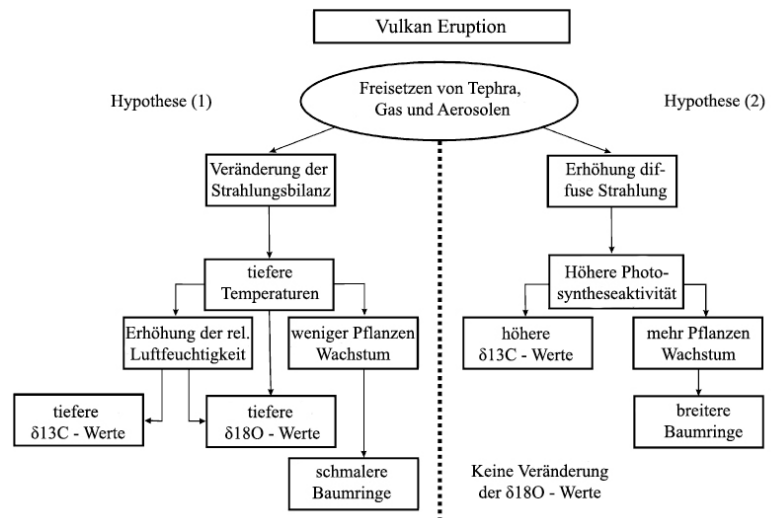 Vulkan Eruption
Freisetzen von Tephra,
Gas und Aerosolen
Hypothese (1)
Hypothese (2)
Veränderung der
Strahlungsbilanz
Erhöhung dif-
fuse Strahlung
tiefere
Temperaturen
Höhere Photo-
syntheseaktivität
Erhöhung der rel.
Luftfeuchtigkeit
weniger Pflanzen
Wachstum
höhere
δ13C - Werte
mehr Pflanzen
Wachstum
tiefere
δ13C - Werte
tiefere
δ18O - Werte
breitere
Baumringe
schmalere
Baumringe
Keine Veränderung
der δ18O - Werte